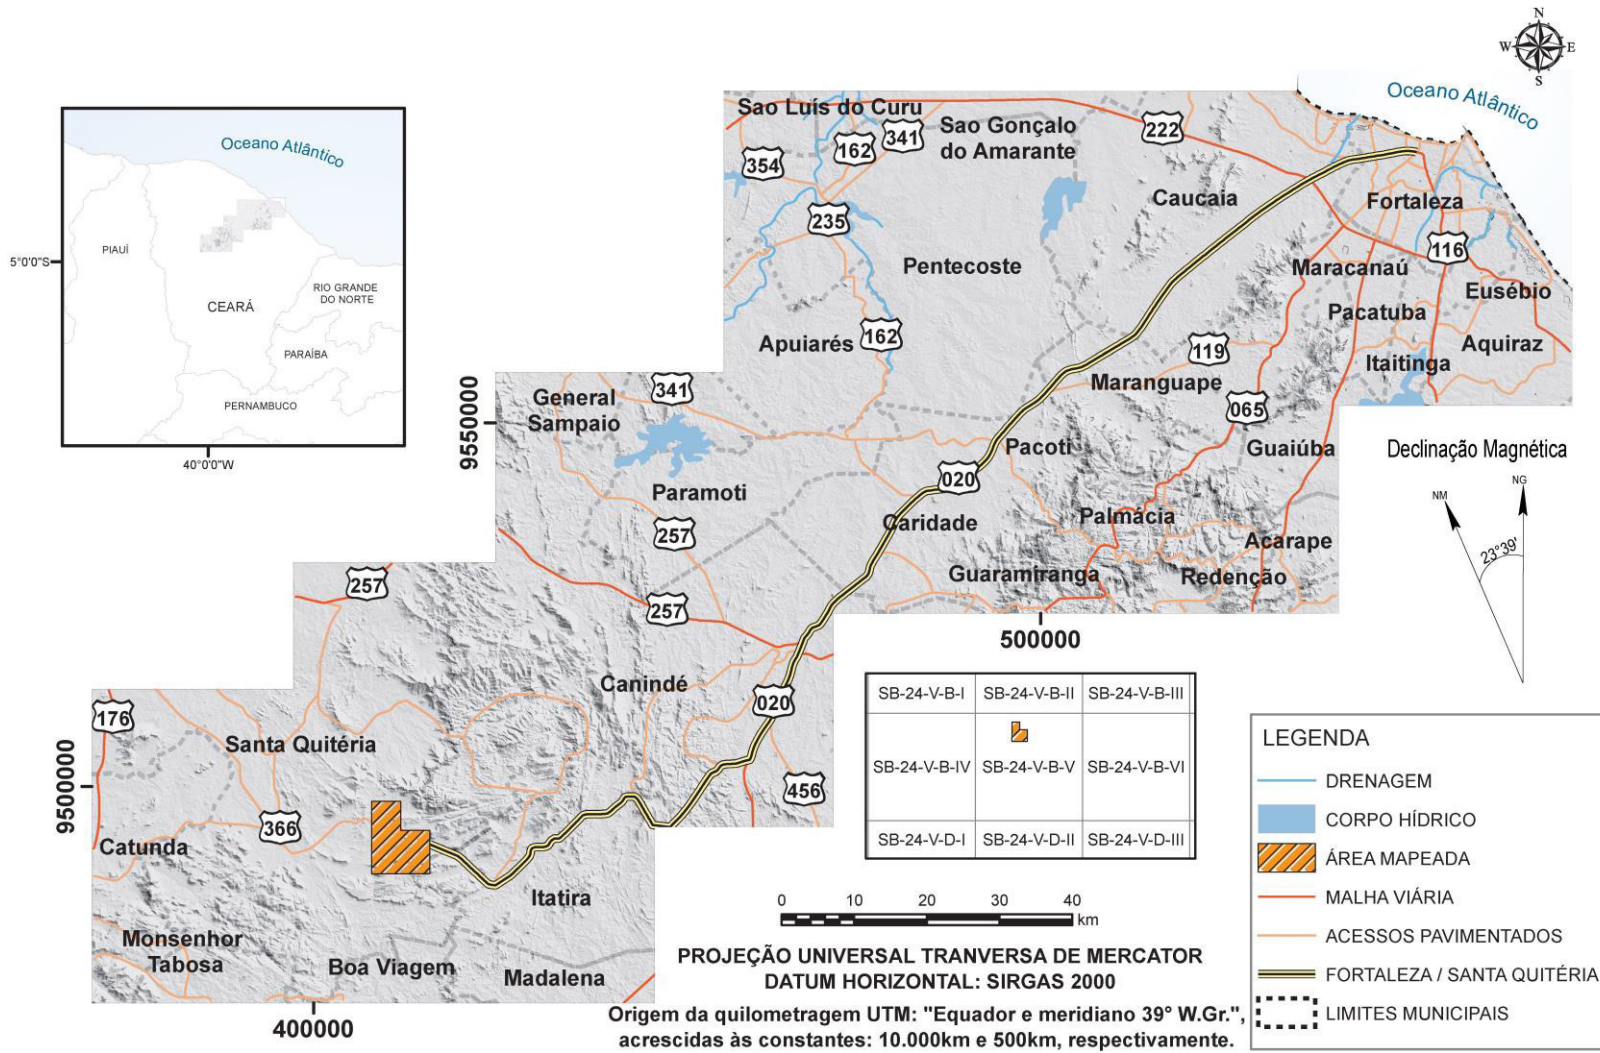 N
W
E
S
Oceano Atlântico
PIAUÍ
5°0'0"S
CEARÁ
RIO GRANDE
DO NORTE
PARAÍBA
PERNAMBUCO
40°0'0"W
Oceano Atlântico
Sao Luís do Curu
341
222
162
354
Sao Gonçalo
do Amarante
Caucaia
Fortaleza
235
116
Pentecoste
Maracanaú
Eusébio
Pacatuba
Apuiarés
162
119
Aquiraz
Itaitinga
Maranguape
341
General
Sampaio
065
9550000
Pacoti
Guaiúba
020
Paramoti
Caridade
Palmácia
257
Acarape
Guaramiranga
Redenção
257
257
500000
Canindé
020
176
Santa Quitéria
456
9500000
366
Catunda
Itatira
Monsenhor
Tabosa
Boa Viagem
Madalena
400000
Declinação Magnética
NM
NG
23°39'
SB-24-V-B-I SB-24-V-B-II SB-24-V-B-III
SB-24-V-B-IV SB-24-V-B-V SB-24-V-B-VI
SB-24-V-D-I SB-24-V-D-II SB-24-V-D-III
0 10 20 30 40
km
PROJEÇÃO UNIVERSAL TRANVERSA DE MERCATOR
DATUM HORIZONTAL: SIRGAS 2000
Origem da quilometragem UTM: "Equador e meridiano 39° W.Gr.",
acrescidas às constantes: 10.000km e 500km, respectivamente.
LEGENDA
DRENAGEM
CORPO HÍDRICO
ÁREA MAPEADA
MALHA VIÁRIA
ACESSOS PAVIMENTADOS
FORTALEZA / SANTA QUITÉRIA
LIMITES MUNICIPAIS